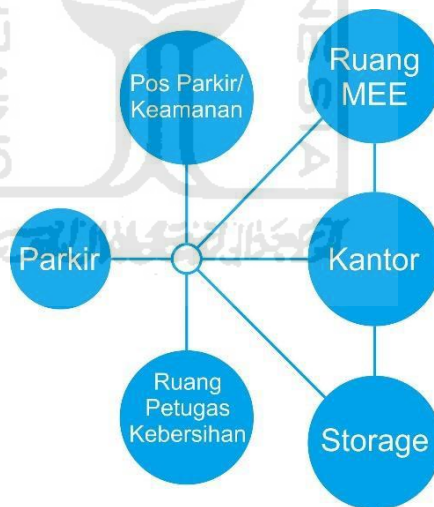 Pos Parkir/
Keamanan
Ruang
MEE
Parkir
Kantor
Ruang
Petugas
Kebersihan
Storage